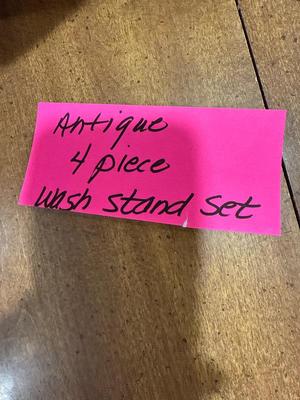 Antique
4 piece
Wash Stand Set